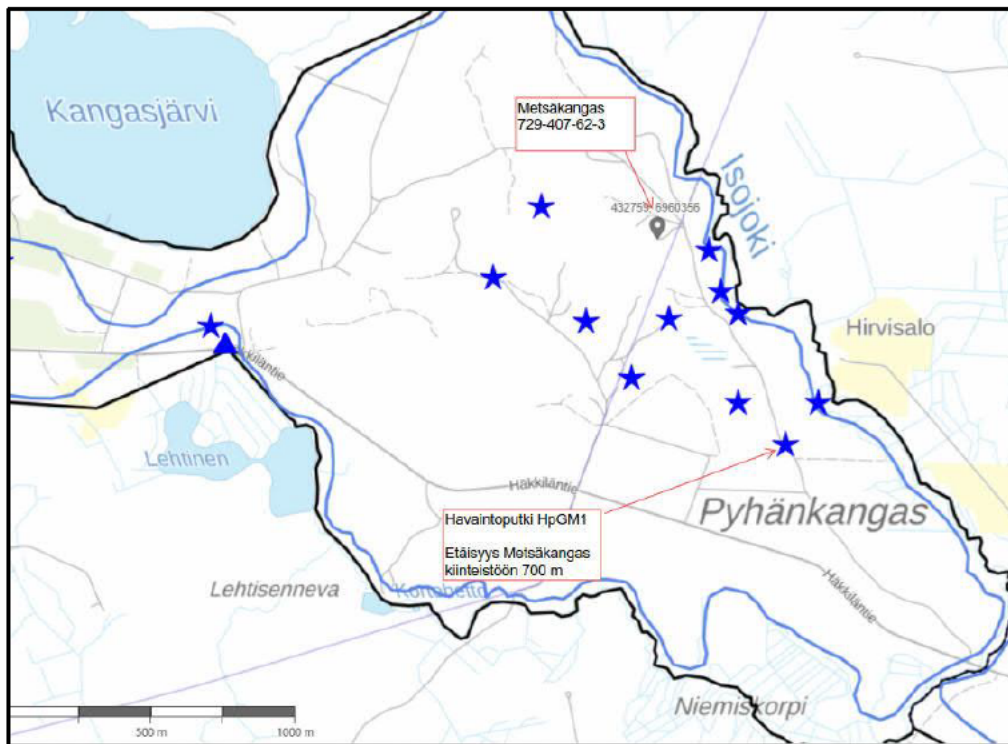 Kangasjärvi
Metsäkangas
729-407-62-3
Isojoki
432759, 6960356
Hirvisalo
Häkkiläntie
Lehtinen
Häkkiläntie
Pyhänkangas
Havaintoputki HpGM1
Etäisyys Metsäkangas
kiinteistöön 700 m
Häkkiläntie
Lehtisenneva
Niemiskorpi
500 m
1000 m